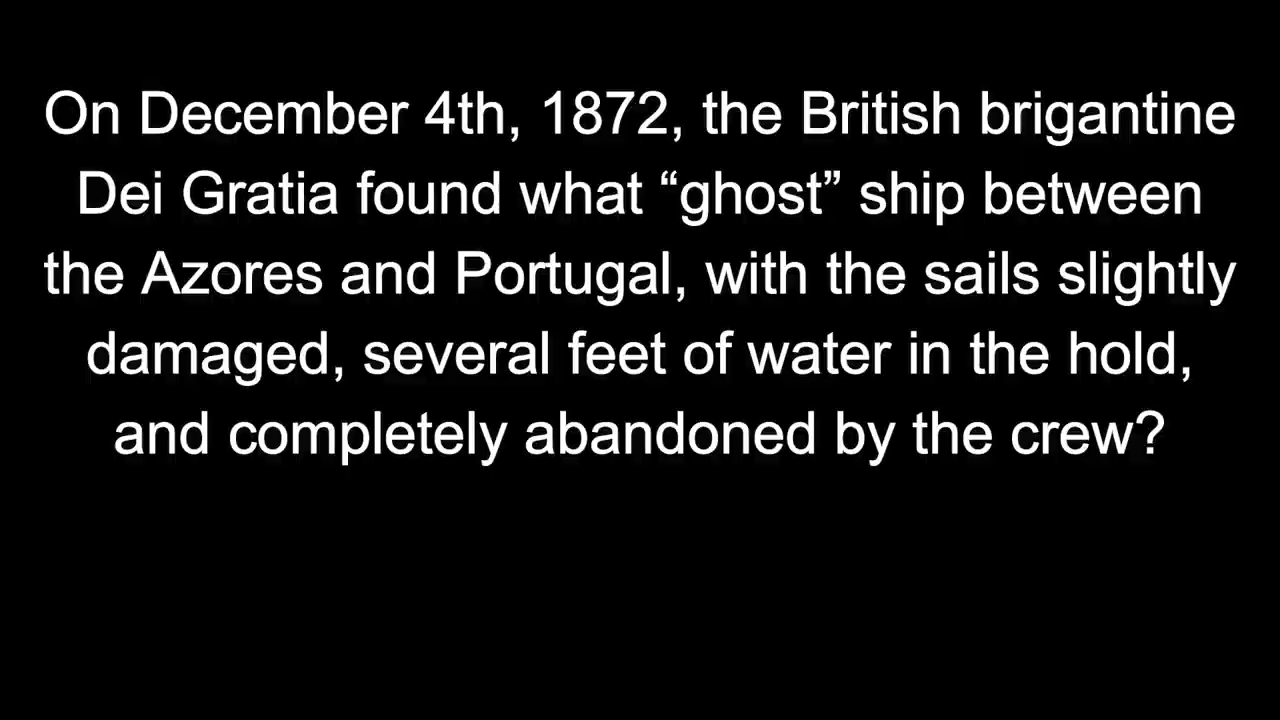 On December 4th, 1872, the British brigantine
Dei Gratia found what “ghost” ship between
the Azores and Portugal, with the sails slightly
damaged, several feet of water in the hold,
and completely abandoned by the crew?